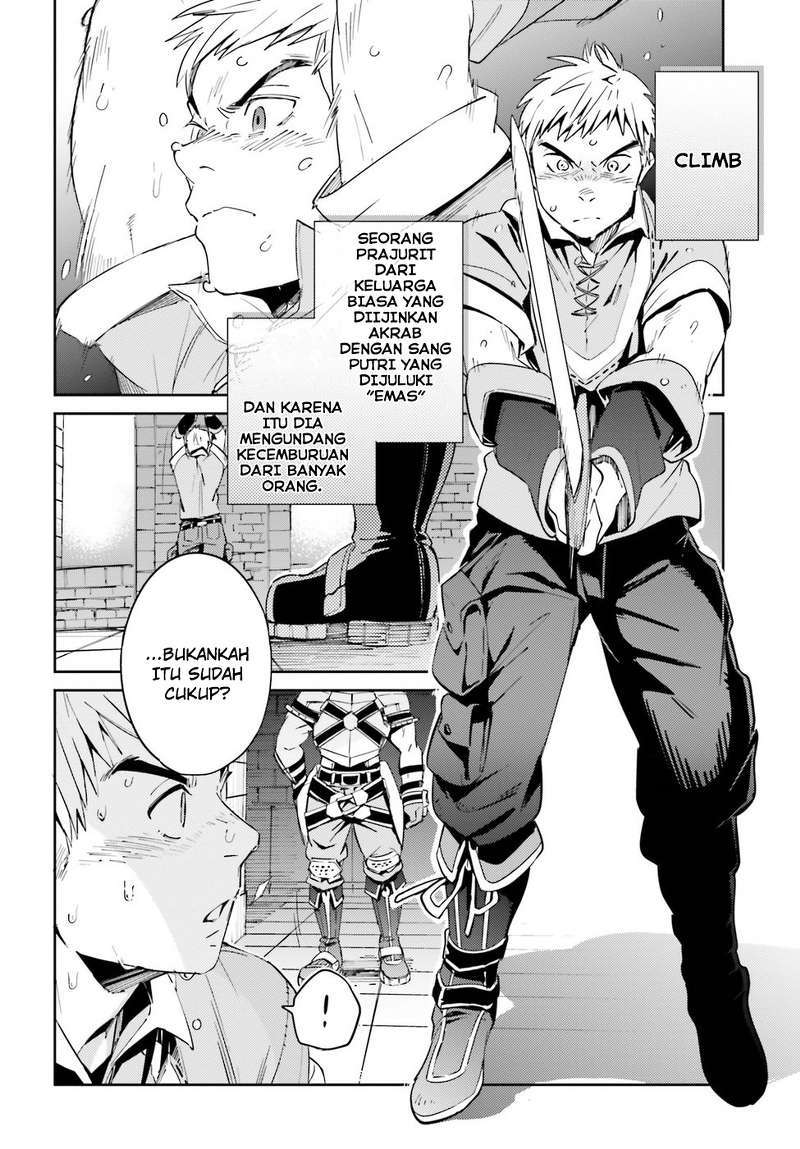 CLIMB
SEORANG
PRAJURIT
DARI
KELUARGA
BIASA YANG
DIIJINKAN
AKRAB
DENGAN SANG
PUTRI YANG
DIJULUKI
“EMAS”
DAN KARENA
ITU DIA
MENGUNDANG
KECEMBURUAN
DARI BANYAK
ORANG.
...BUKANKAH
ITU SUDAH
CUKUP?
!